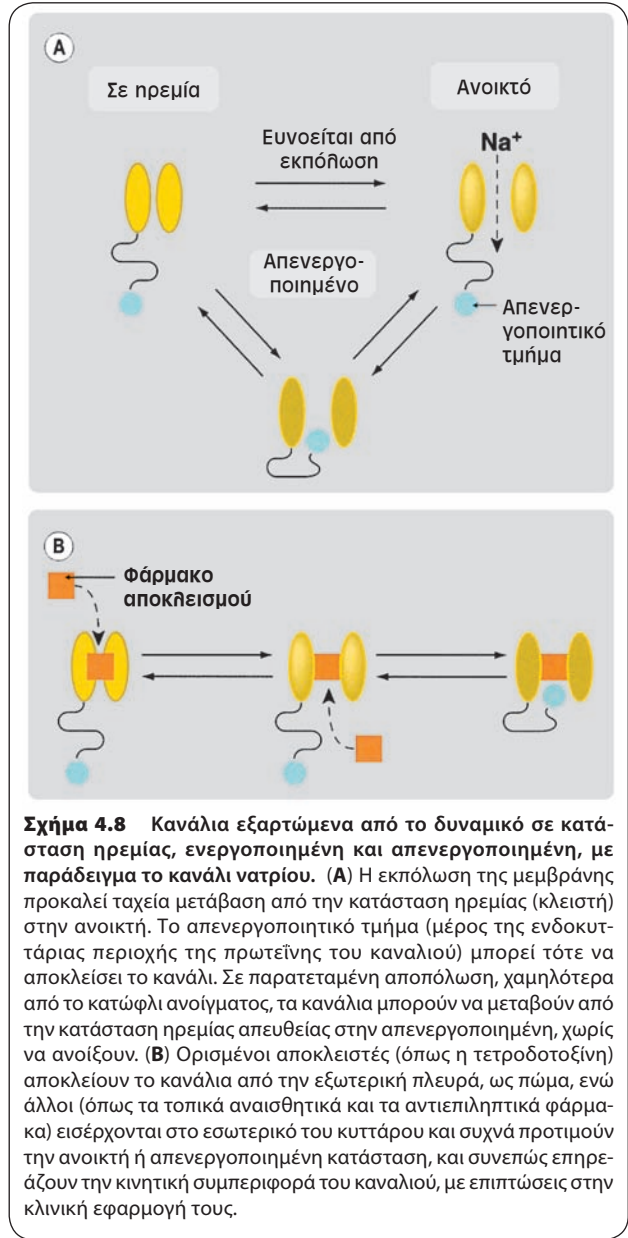 A
Σε ηρεμία
Ανοικτό
Ευνοείται από
εκπόλωση
Na+
Απενεργο-
ποιημένο
Απενερ-
γοποιητικό
τμήμα
B
Φάρμακο
αποκλεισμού
Σχήμα 4.8 Κανάλια εξαρτώμενα από το δυναμικό σε κατά-
σταση ηρεμίας, ενεργοποιημένη και απενεργοποιημένη, με
παράδειγμα το κανάλι νατρίου. (A) Η εκπόλωση της μεμβράνης
προκαλεί ταχεία μετάβαση από την κατάσταση ηρεμίας (κλειστή)
στην ανοικτή. Το απενεργοποιητικό τμήμα (μέρος της ενδοκυτ-
τάριας περιοχής της πρωτεΐνης του καναλιού) μπορεί τότε να
αποκλείσει το κανάλι. Σε παρατεταμένη αποπόλωση, χαμηλότερα
από το κατώφλι ανοίγματος, τα κανάλια μπορούν να μεταβούν από
την κατάσταση ηρεμίας απευθείας στην απενεργοποιημένη, χωρίς
να ανοίξουν. (B) Ορισμένοι αποκλειστές (όπως η τετροδοτοξίνη)
αποκλείουν το κανάλια από την εξωτερική πλευρά, ως πώμα, ενώ
άλλοι (όπως τα τοπικά αναισθητικά και τα αντιεπιληπτικά φάρμα-
κα) εισέρχονται στο εσωτερικό του κυττάρου και συχνά προτιμούν
την ανοικτή ή απενεργοποιημένη κατάσταση, και συνεπώς επηρε-
άζουν την κινητική συμπεριφορά του καναλιού, με επιπτώσεις στην
κλινική εφαρμογή τους.